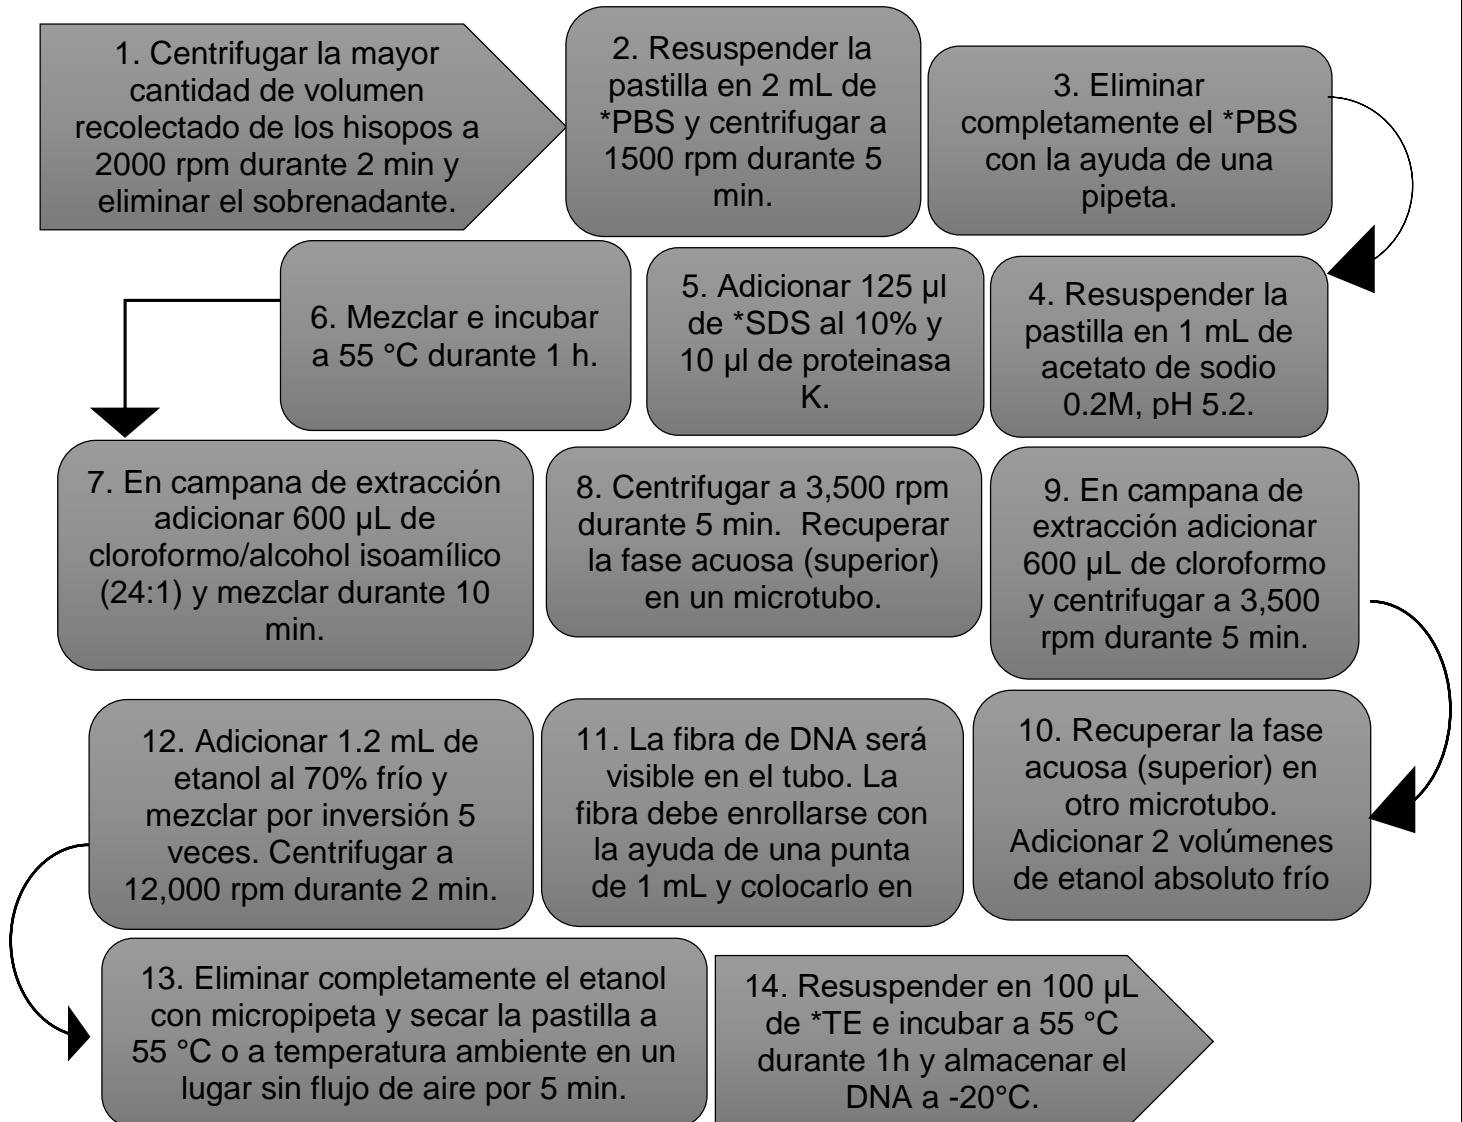 1. Centrifugar la mayor
cantidad de volumen
recolectado de los hisopos a
2000 rpm durante 2 min y
eliminar el sobrenadante.
2. Resuspender la
pastilla en 2 mL de
*PBS y centrifugar a
1500 rpm durante 5
min.
3. Eliminar
completamente el *PBS
con la ayuda de una
pipeta.
4. Resuspender la
pastilla en 1 mL de
acetato de sodio
0.2M, pH 5.2.
5. Adicionar 125 µl
de *SDS al 10% y
10 µl de proteinasa
K.
6. Mezclar e incubar
a 55 °C durante 1 h.
7. En campana de extracción
adicionar 600 µL de
cloroformo/alcohol isoamílico
(24:1) y mezclar durante 10
min.
8. Centrifugar a 3,500 rpm
durante 5 min. Recuperar
la fase acuosa (superior)
en un microtubo.
9. En campana de
extracción adicionar
600 µL de cloroformo
y centrifugar a 3,500
rpm durante 5 min.
10. Recuperar la fase
acuosa (superior) en
otro microtubo.
Adicionar 2 volúmenes
de etanol absoluto frío
11. La fibra de DNA será
visible en el tubo. La
fibra debe enrollarse con
la ayuda de una punta
de 1 mL y colocarlo en
12. Adicionar 1.2 mL de
etanol al 70% frío y
mezclar por inversión 5
veces. Centrifugar a
12,000 rpm durante 2 min.
13. Eliminar completamente el etanol
con micropipeta y secar la pastilla a
55 °C o a temperatura ambiente en un
lugar sin flujo de aire por 5 min.
14. Resuspender en 100 µL
de *TE e incubar a 55 °C
durante 1h y almacenar el
DNA a -20°C.